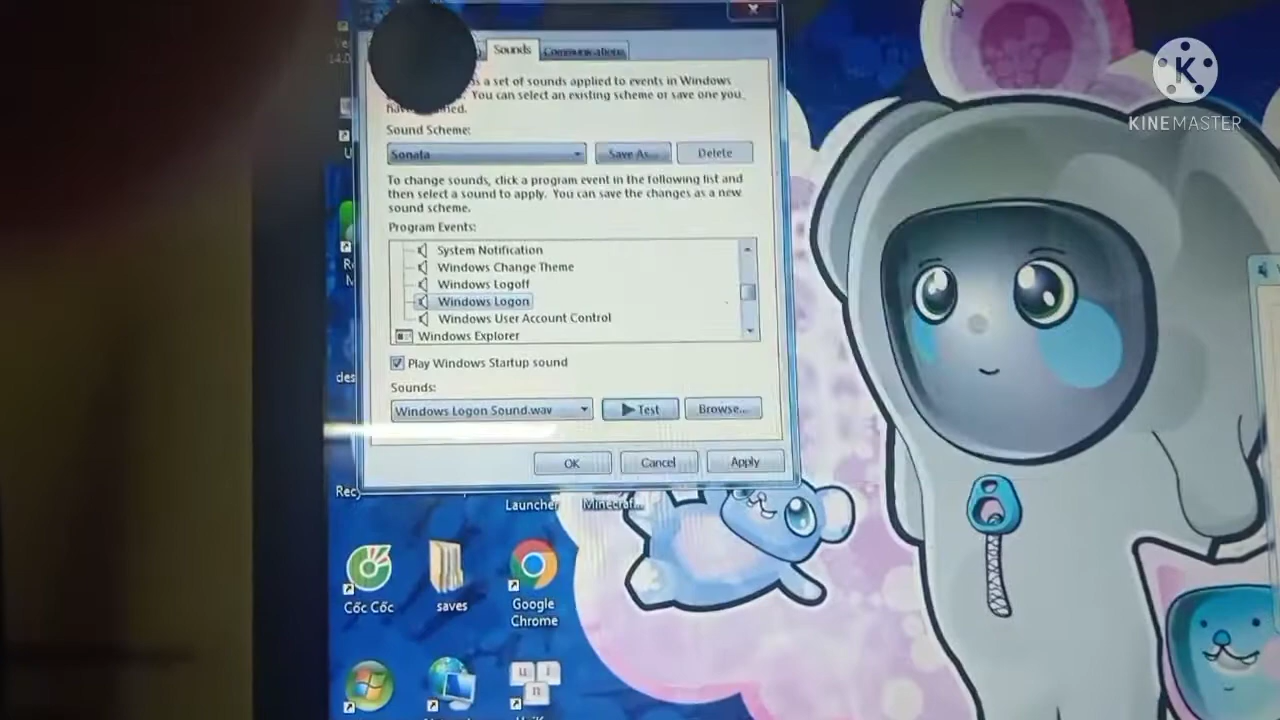 Sounds
Communications
s a set of sounds applied to events in Windows
You can select an existing scheme or save one you
Sound Scheme:
Sonata
Save As...
Delete
To change sounds, click a program event in the following list and
then select a sound to apply. You can save the changes as a new
sound scheme.
Program Events:
System Notification
Windows Change Theme
Windows Logoff
Windows Logon
Windows User Account Control
Windows Explorer
Play Windows Startup sound
Sounds:
Windows Logon Sound.wav
Test
Browse...
OK
Cancel
Apply
des
Recy
Launcher
Minecraf...
Cốc Cốc
saves
Google
Chrome
K
KINEMASTER